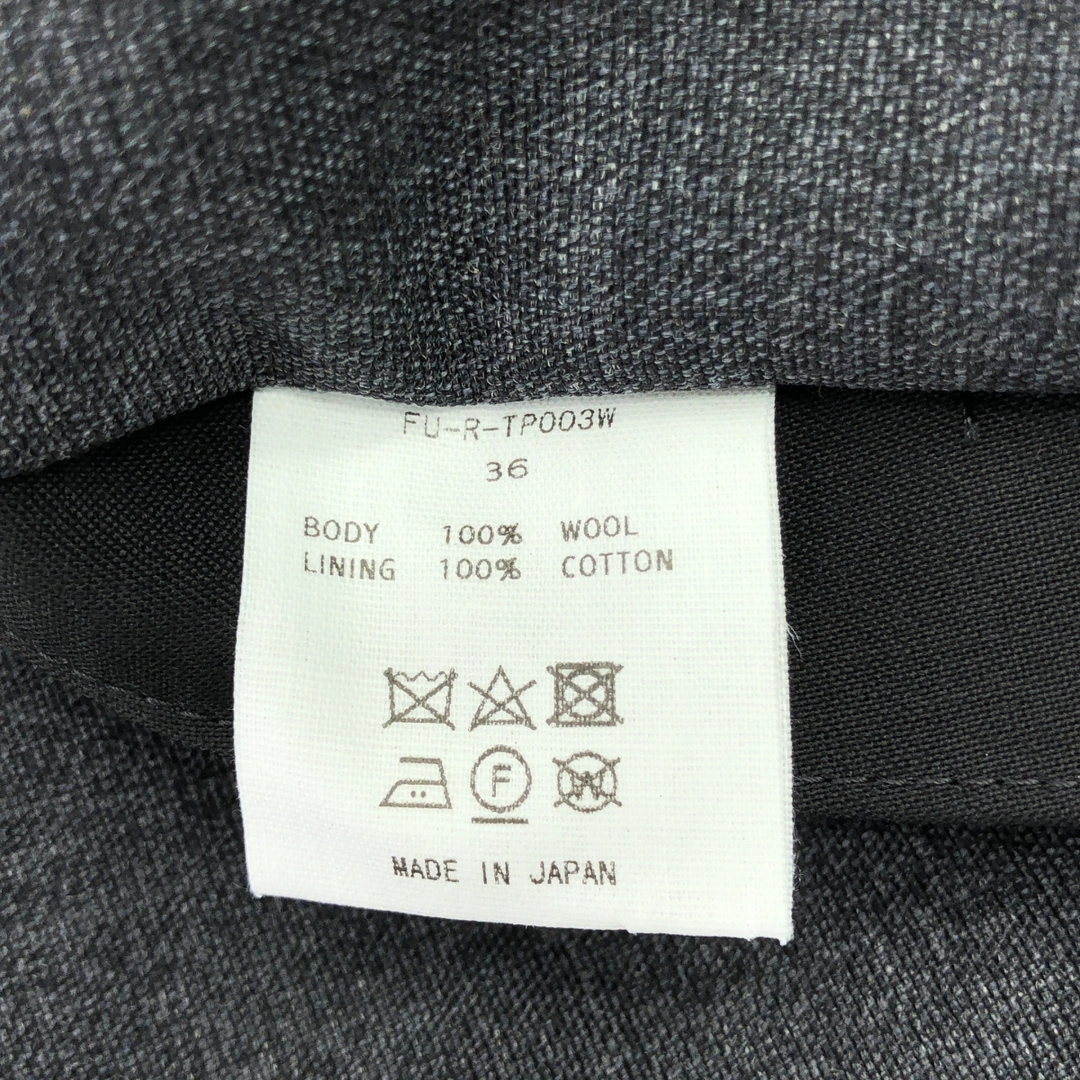 FU-R-TP003W
36
BODY 100% WOOL
LINING 100% COTTON
F W
MADE IN JAPAN